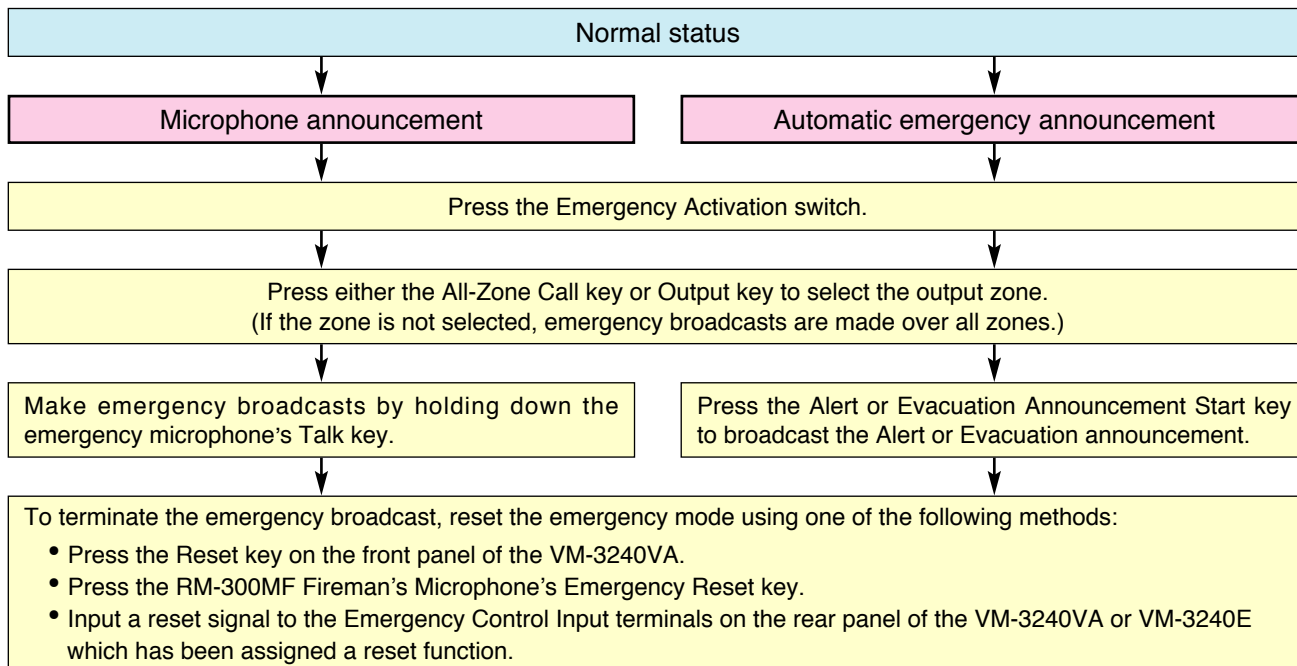 Normal status
Microphone announcement
Automatic emergency announcement
Press the Emergency Activation switch.
Press either the All-Zone Call key or Output key to select the output zone.
(If the zone is not selected, emergency broadcasts are made over all zones.)
Make emergency broadcasts by holding down the
emergency microphone's Talk key.
Press the Alert or Evacuation Announcement Start key
to broadcast the Alert or Evacuation announcement.
To terminate the emergency broadcast, reset the emergency mode using one of the following methods:
• Press the Reset key on the front panel of the VM-3240VA.
• Press the RM-300MF Fireman's Microphone's Emergency Reset key.
• Input a reset signal to the Emergency Control Input terminals on the rear panel of the VM-3240VA or VM-3240E
which has been assigned a reset function.